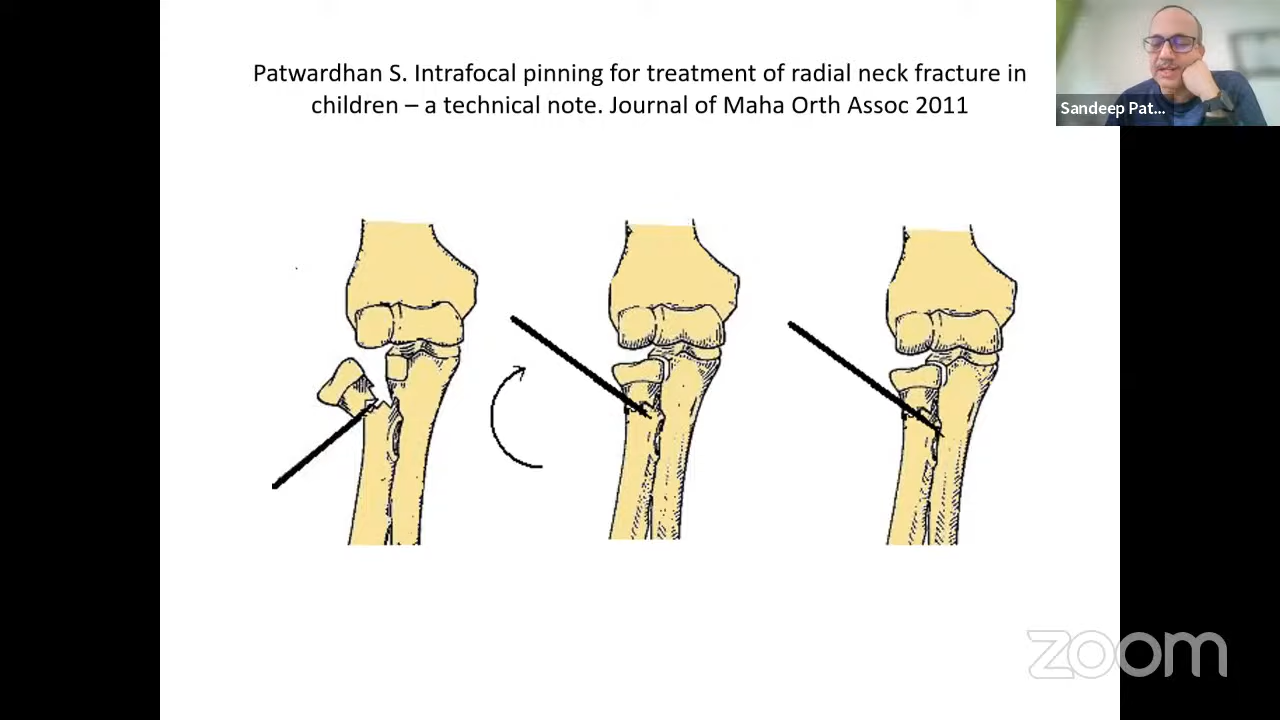 Patwardhan S. Intrafocal pinning for treatment of radial neck fracture in
children – a technical note. Journal of Maha Orth Assoc 2011
Sandeep Pat...
zoom